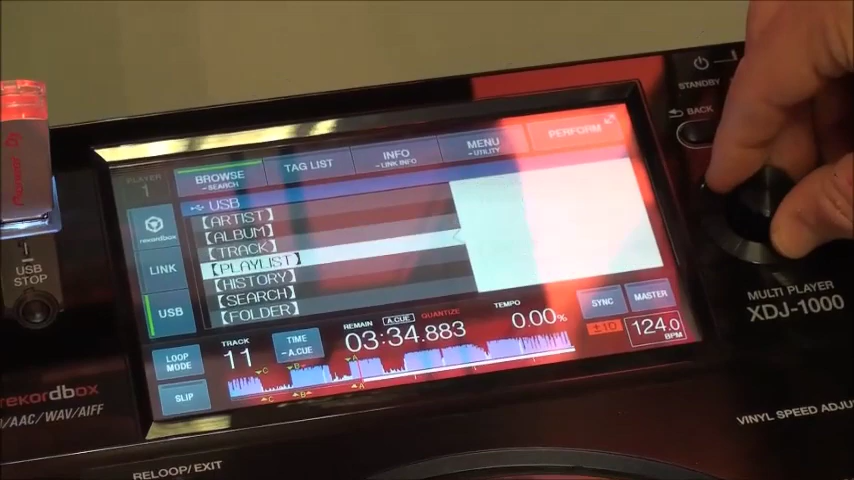 STANDBY
BACK
PLAYER
1
BROWSE
-SEARCH
TAG LIST
INFO
-LINK INFO
MENU
-UTILITY
PERFORM
USB
rekordbox
LINK
USB
[ARTIST]
[ALBUM]
[TRACK]
[PLAYLIST]
[HISTORY]
[SEARCH]
[FOLDER]
Pioneer Dj
USB
STOP
LOOP
MODE
SLIP
TRACK
11
TIME
-A.CUE
REMAIN
A.CUE
QUANTIZE
03:34.883
TEMPO
0.00%
±10
SYNC
MASTER
124.0
BPM
C
B
A
C
B
A
MULTI PLAYER
XDJ-1000
rekordbox
/AAC/WAV/AIFF
VINYL SPEED ADJU
RELOOP/EXIT